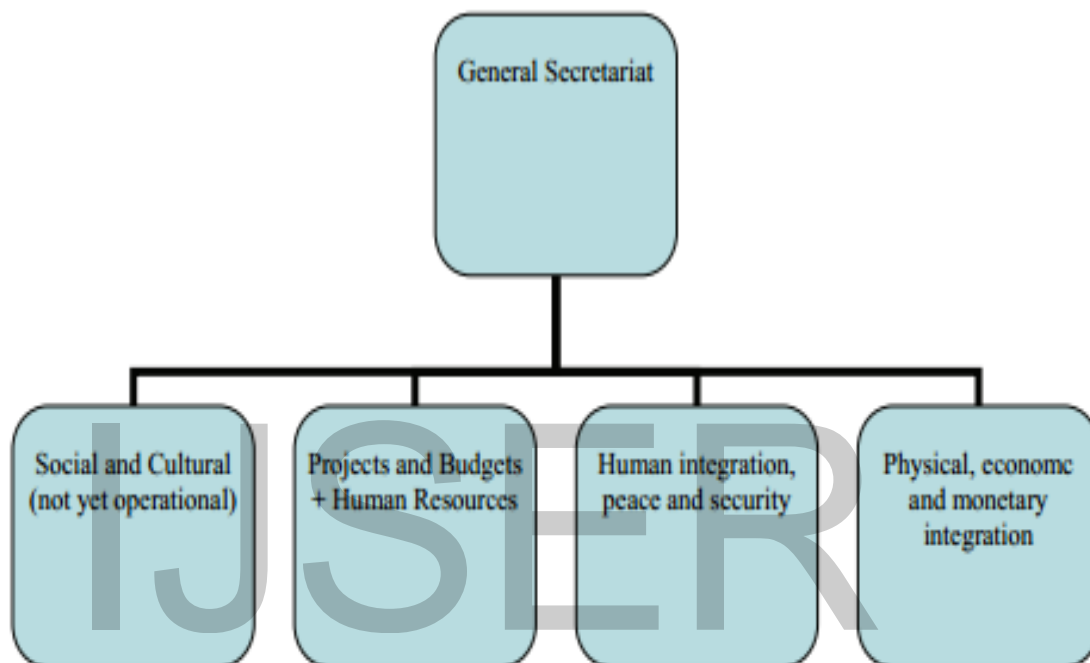 General Secretariat
Social and Cultural
(not yet operational)
Projects and Budgets
+ Human Resources
Human integration,
peace and security
Physical, economc
and monetary
integration
IJSER